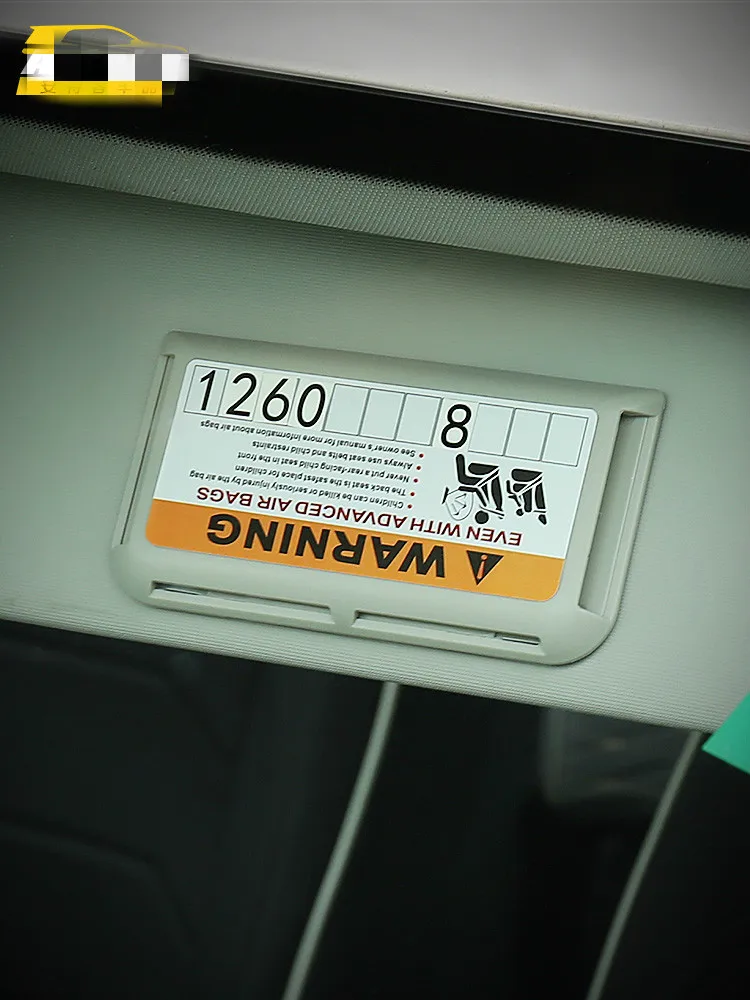 1260 8
WARNING
EVEN WITH ADVANCED AIR BAGS
Children can be killed or seriously injured by the air bag
The back seat is the safest place for children
Never put a rear-facing child seat in the front
Always use seat belts and child restraints
See owner's manual for more information about air bags